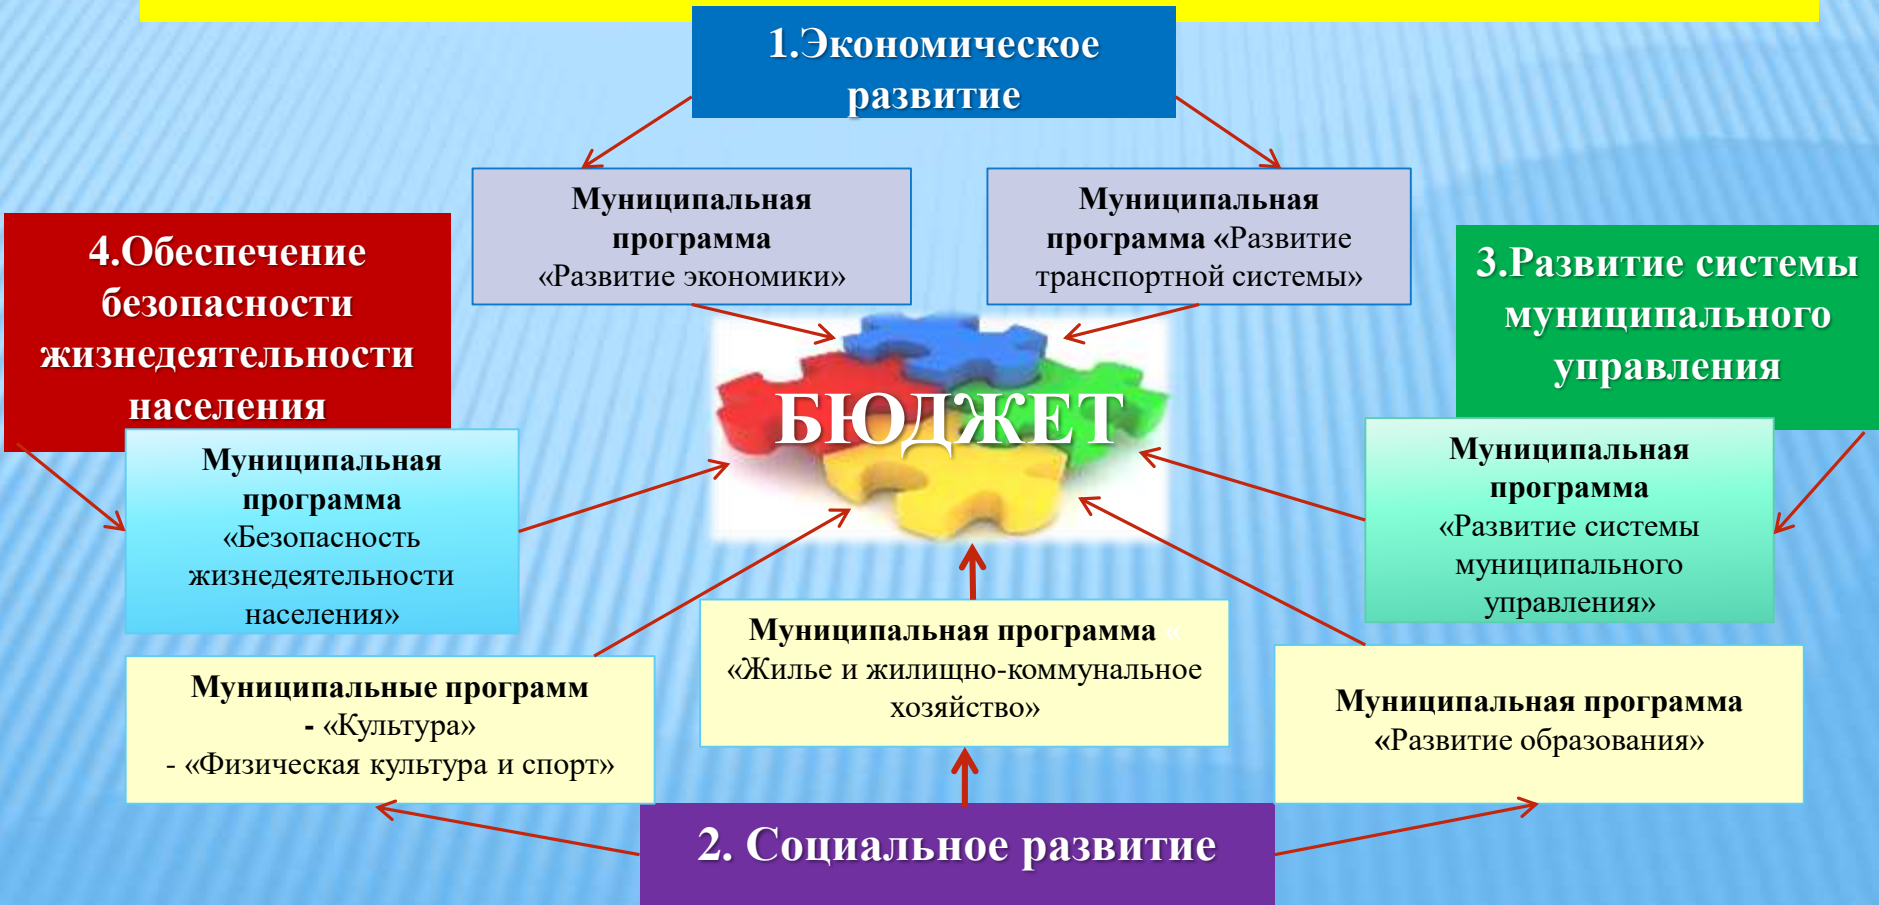 1.Экономическое
развитие
Муниципальная
программа
«Развитие экономики»
Муниципальная
программа «Развитие
транспортной системы»
4.Обеспечение
безопасности
жизнедеятельности
населения
3.Развитие системы
муниципального
управления
БЮДЖЕТ
Муниципальная
программа
«Безопасность
жизнедеятельности
населения»
Муниципальная
программа
«Развитие системы
муниципального
управления»
Муниципальные программ
- «Культура»
- «Физическая культура и спорт»
Муниципальная программа «
«Жилье и жилищно-коммунальное
хозяйство»
Муниципальная программа
«Развитие образования»
2. Социальное развитие